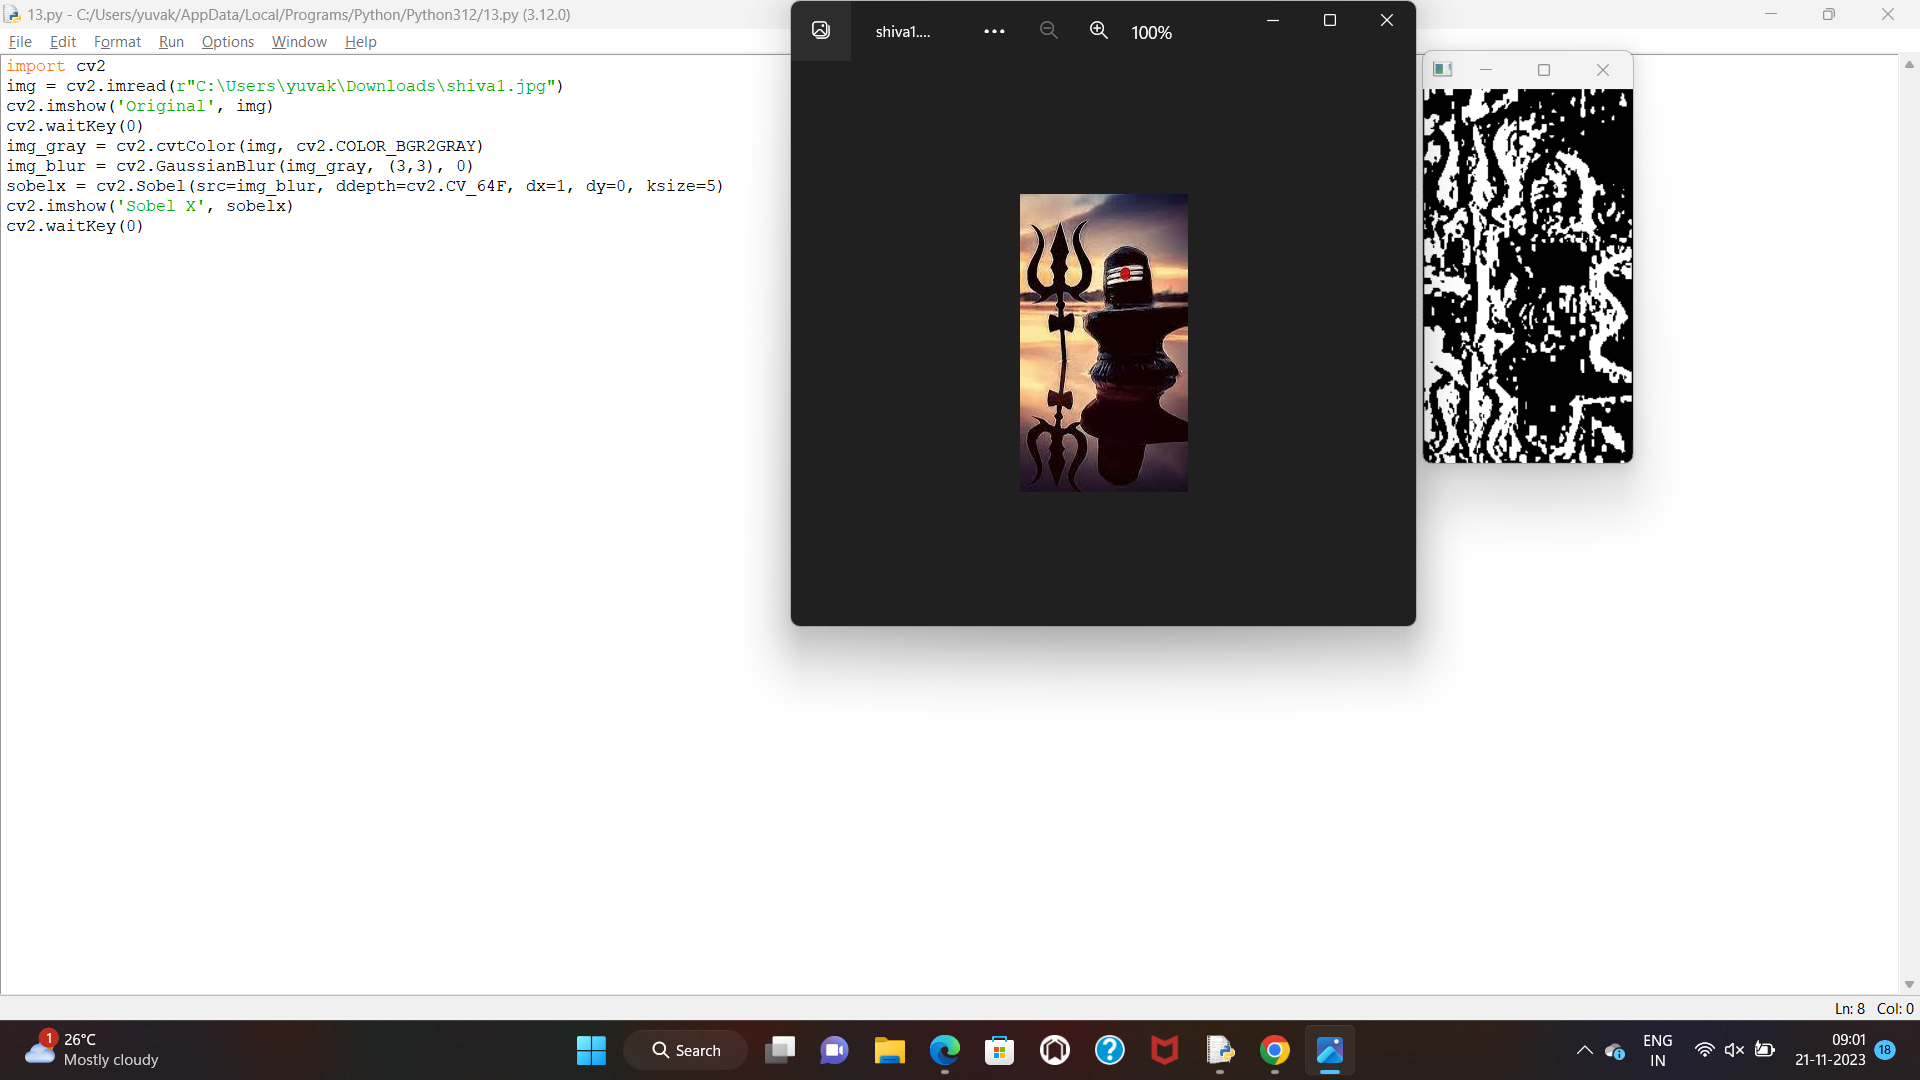 13.py - C:/Users/yuvak/AppData/Local/Programs/Python/Python312/13.py (3.12.0)
File Edit Format Run Options Window Help
import cv2
img = cv2.imread(r"C:\Users\yuvak\Downloads\shiva1.jpg")
cv2.imshow('Original', img)
cv2.waitKey(0)
img_gray = cv2.cvtColor(img, cv2.COLOR_BGR2GRAY)
img_blur = cv2.GaussianBlur(img_gray, (3,3), 0)
sobelx = cv2.Sobel(src=img_blur, ddepth=cv2.CV_64F, dx=1, dy=0, ksize=5)
cv2.imshow('Sobel X', sobelx)
cv2.waitKey(0)
shiva1....
100%
Ln: 8 Col: 0
1
26°C
Mostly cloudy
Search
ENG
IN
09:01
21-11-2023
18